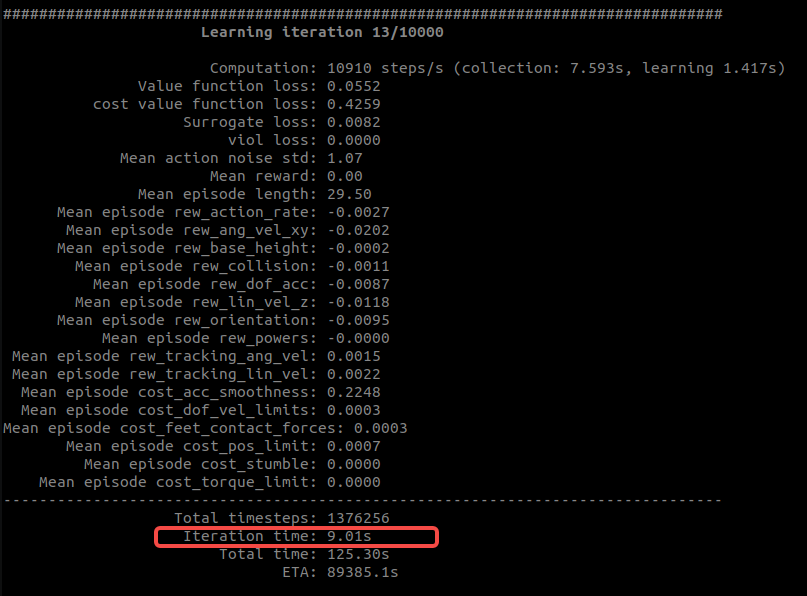 ################################################################################
Learning iteration 13/10000
Computation: 10910 steps/s (collection: 7.593s, learning 1.417s)
Value function loss: 0.0552
cost value function loss: 0.4259
Surrogate loss: 0.0082
viol loss: 0.0000
Mean action noise std: 1.07
Mean reward: 0.00
Mean episode length: 29.50
Mean episode rew_action_rate: -0.0027
Mean episode rew_ang_vel_xy: -0.0202
Mean episode rew_base_height: -0.0002
Mean episode rew_collision: -0.0011
Mean episode rew_dof_acc: -0.0087
Mean episode rew_lin_vel_z: -0.0118
Mean episode rew_orientation: -0.0095
Mean episode rew_powers: -0.0000
Mean episode rew_tracking_ang_vel: 0.0015
Mean episode rew_tracking_lin_vel: 0.0022
Mean episode cost_acc_smoothness: 0.2248
Mean episode cost_dof_vel_limits: 0.0003
Mean episode cost_feet_contact_forces: 0.0003
Mean episode cost_pos_limit: 0.0007
Mean episode cost_stumble: 0.0000
Mean episode cost_torque_limit: 0.0000
--------------------------------------------------------------------------------
Total timesteps: 1376256
Iteration time: 9.01s
Total time: 125.30s
ETA: 89385.1s